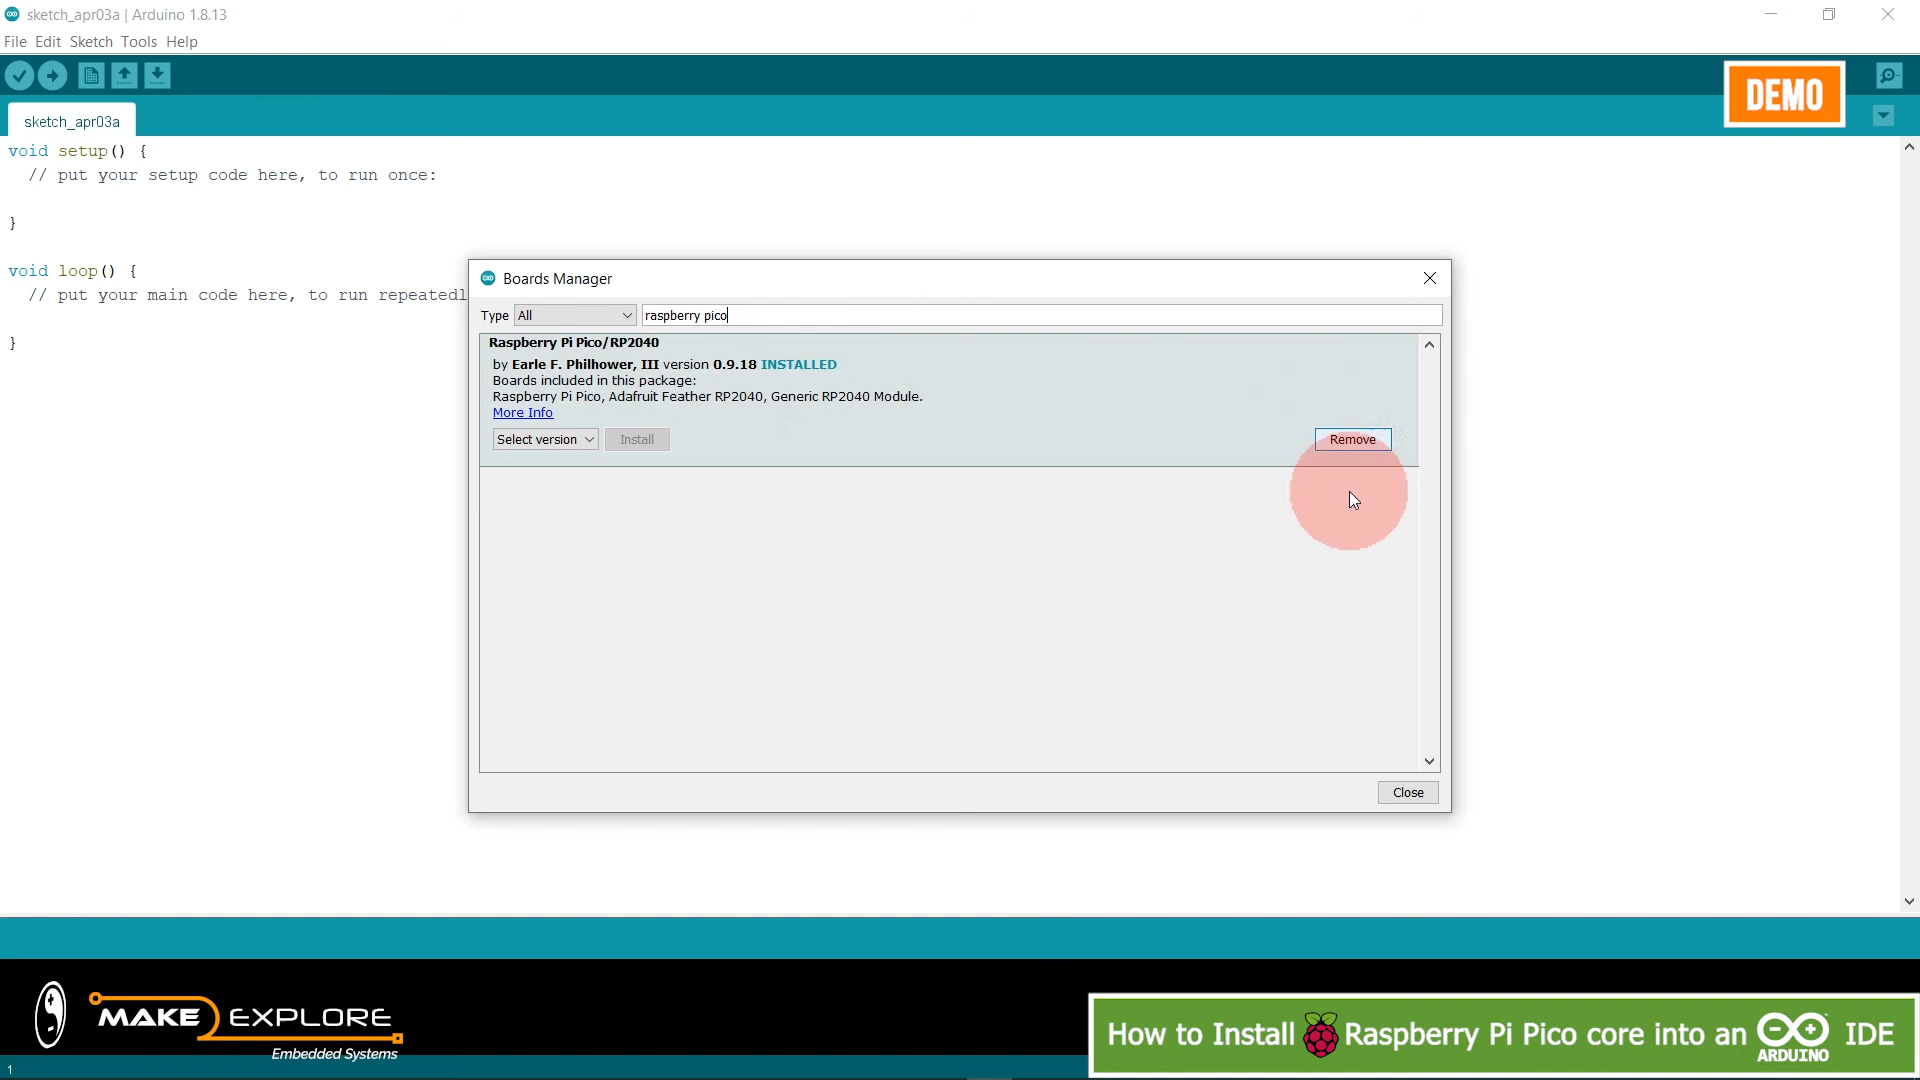 sketch_apr03a | Arduino 1.8.13
File Edit Sketch Tools Help
DEMO
sketch_apr03a
void setup() {
// put your setup code here, to run once:
}
void loop() {
// put your main code here, to run repeatedl
}
Boards Manager
Type All raspberry pico
Raspberry Pi Pico/RP2040
by Earle F. Philhower, III version 0.9.18 INSTALLED
Boards included in this package:
Raspberry Pi Pico, Adafruit Feather RP2040, Generic RP2040 Module.
More Info
Select version Install Remove
Close
MAKE EXPLORE
Embedded Systems
How to Install Raspberry Pi Pico core into an ARDUINO IDE
1